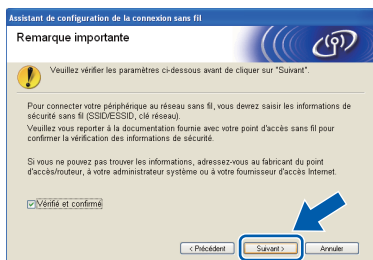 Assistant de configuration de la connexion sans fil
Remarque importante
Veuillez vérifier les paramètres ci-dessous avant de cliquer sur "Suivant".
Pour connecter votre périphérique au réseau sans fil, vous devrez saisir les informations de
sécurité sans fil (SSID/ESSID, clé réseau).
Veuillez vous reporter à la documentation fournie avec votre point d'accès sans fil pour
confirmer la vérification des informations de sécurité.
Si vous ne pouvez pas trouver les informations, adressez-vous au fabricant du point
d'accès/routeur, à votre administrateur système ou à votre fournisseur d'accès Internet.
Vérifié et confirmé
< Précédent
Suivant >
Annuler